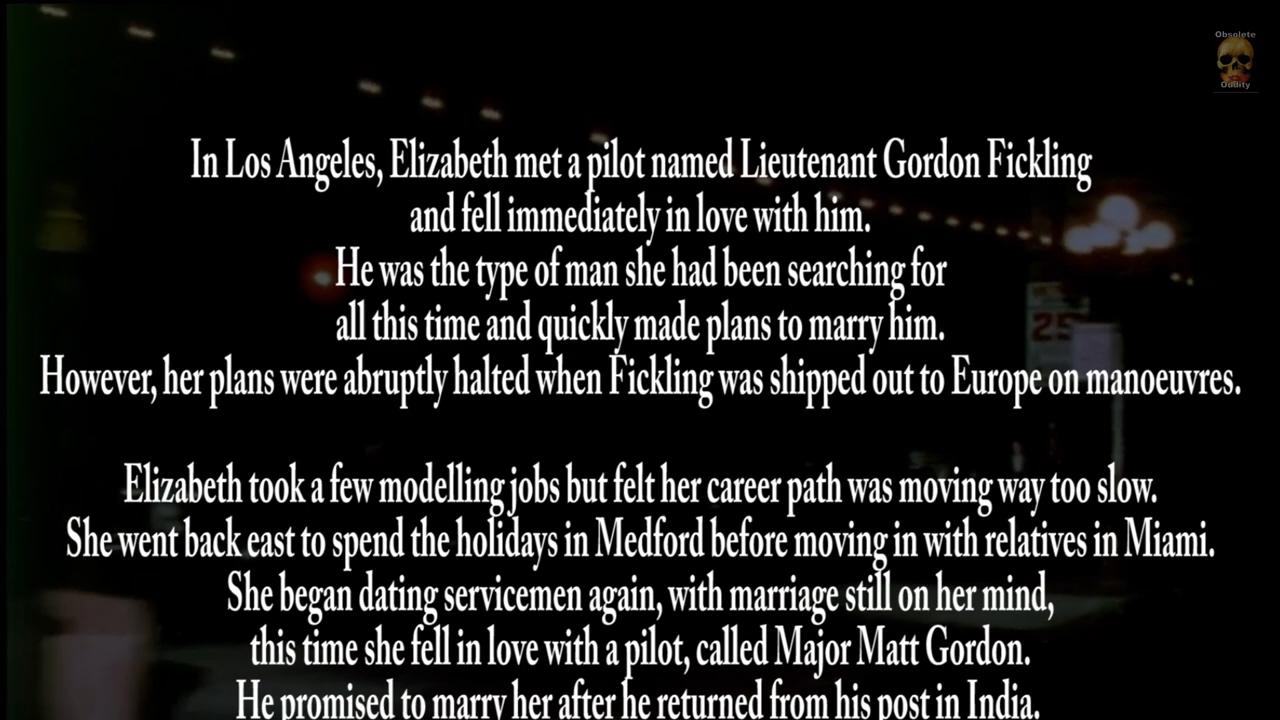 Obsolete
Oddity
In Los Angeles, Elizabeth met a pilot named Lieutenant Gordon Fickling
and fell immediately in love with him.
He was the type of man she had been searching for
all this time and quickly made plans to marry him.
25
However, her plans were abruptly halted when Fickling was shipped out to Europe on manoeuvres.
Elizabeth took a few modelling jobs but felt her career path was moving way too slow.
She went back east to spend the holidays in Medford before moving in with relatives in Miami.
She began dating servicemen again, with marriage still on her mind,
this time she fell in love with a pilot, called Major Matt Gordon.
He promised to marry her after he returned from his post in India.